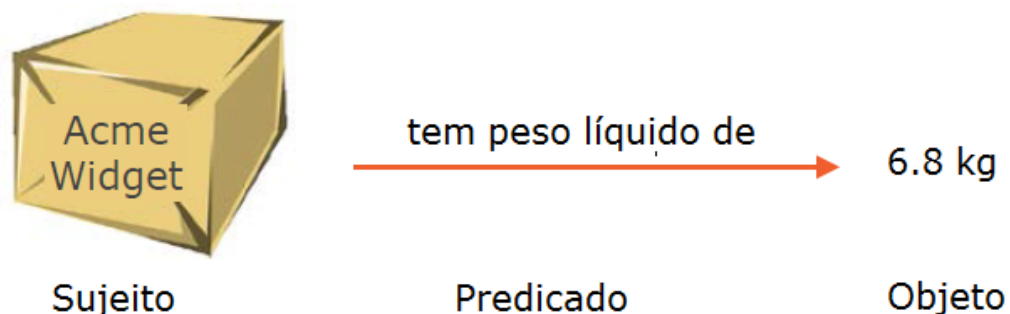 Acme
Widget
tem peso líquido de
6.8 kg
Sujeito
Predicado
Objeto